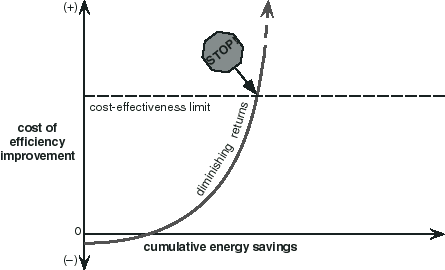 (+)
STOP!
cost-effectiveness limit
cost of
efficiency
improvement
diminishing returns
0
cumulative energy savings
(−)